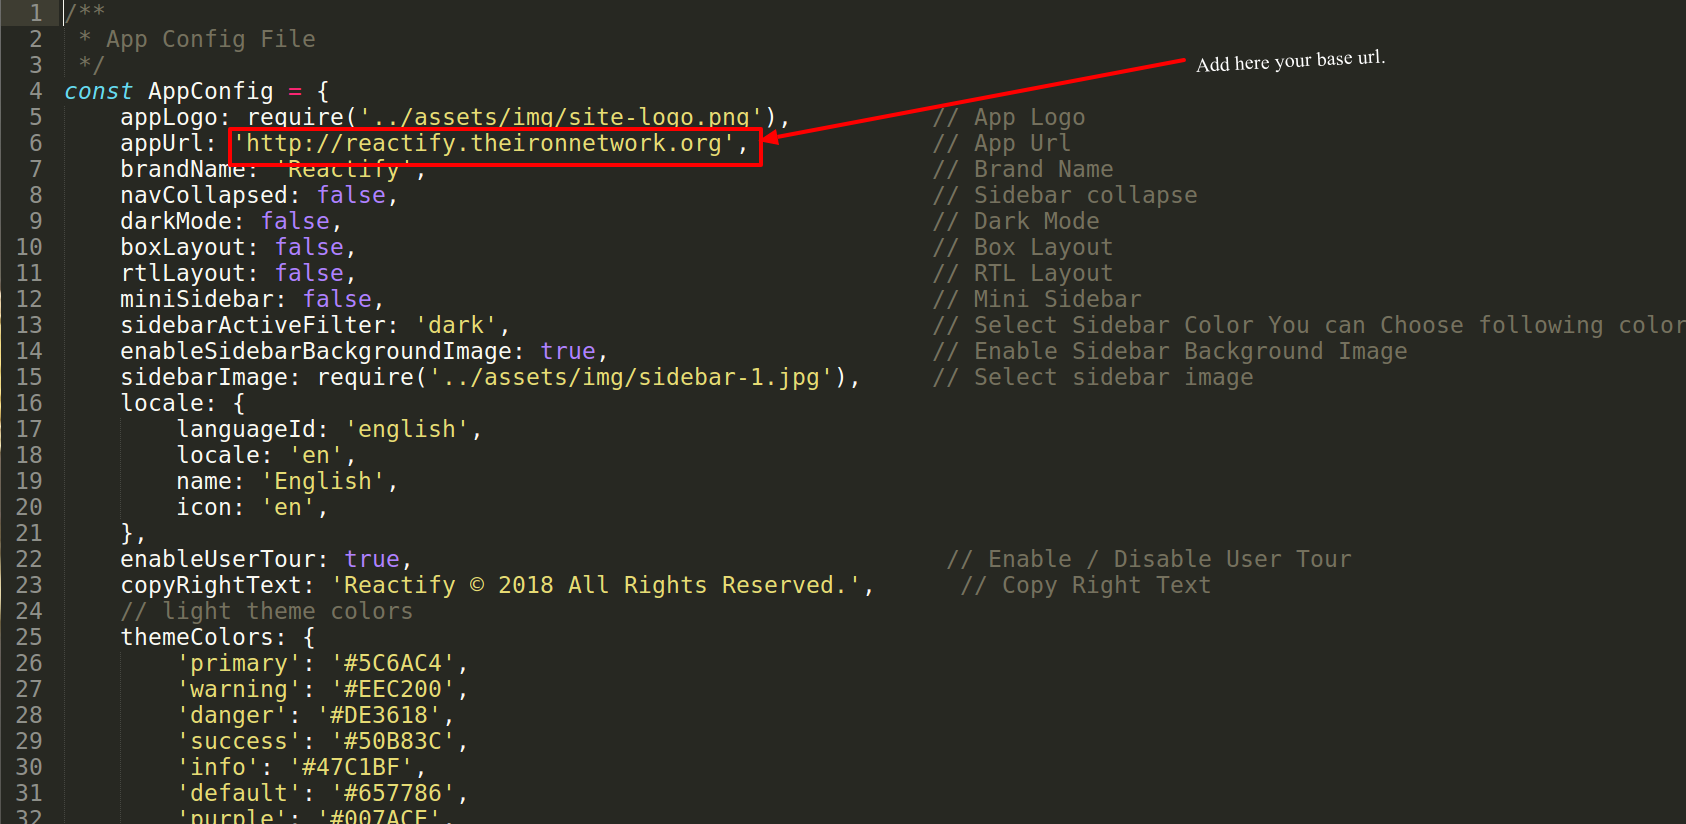 1 /**
2  * App Config File
3  */
4 const AppConfig = {
5     appLogo: require('../assets/img/site-logo.png'),          // App Logo
6     appUrl: 'http://reactify.theironnetwork.org',             // App Url
7     brandName: 'Reactify',                                    // Brand Name
8     navCollapsed: false,                                      // Sidebar collapse
9     darkMode: false,                                          // Dark Mode
10     boxLayout: false,                                         // Box Layout
11     rtlLayout: false,                                         // RTL Layout
12     miniSidebar: false,                                       // Mini Sidebar
13     sidebarActiveFilter: 'dark',                              // Select Sidebar Color You can Choose following color
14     enableSidebarBackgroundImage: true,                       // Enable Sidebar Background Image
15     sidebarImage: require('../assets/img/sidebar-1.jpg'),     // Select sidebar image
16     locale: {
17         languageId: 'english',
18         locale: 'en',
19         name: 'English',
20         icon: 'en',
21     },
22     enableUserTour: true,                                      // Enable / Disable User Tour
23     copyRightText: 'Reactify © 2018 All Rights Reserved.',      // Copy Right Text
24     // light theme colors
25     themeColors: {
26         'primary': '#5C6AC4',
27         'warning': '#EEC200',
28         'danger': '#DE3618',
29         'success': '#50B83C',
30         'info': '#47C1BF',
31         'default': '#657786',
32         'purple': '#007ACE',
Add here your base url.